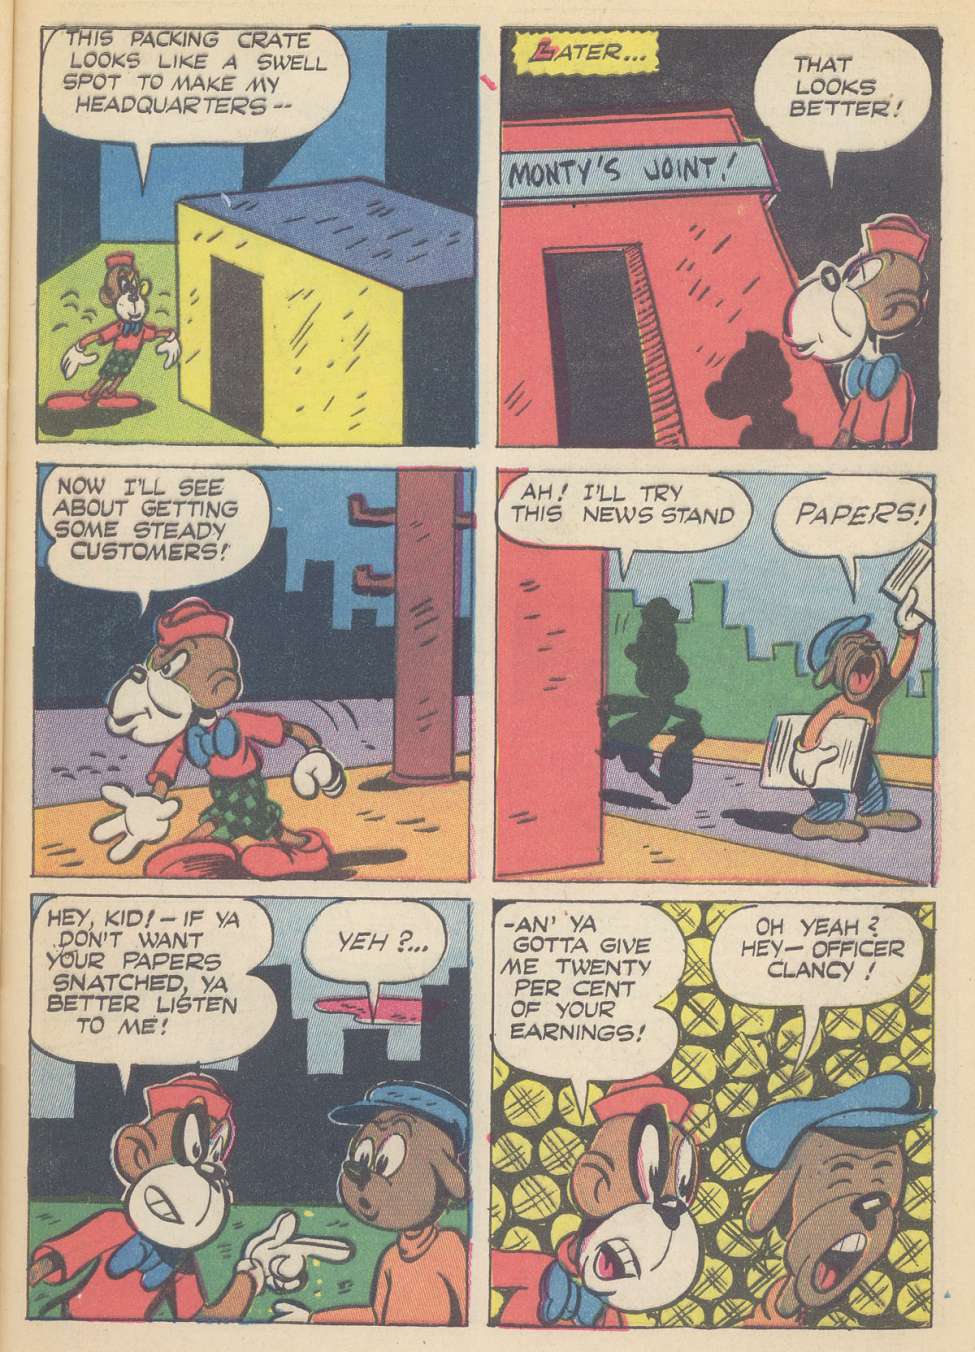 THIS PACKING CRATE
LOOKS LIKE A SWELL
SPOT TO MAKE MY
HEADQUARTERS --
LATER...
THAT
LOOKS
BETTER!
MONTY'S JOINT!
NOW I'LL SEE
ABOUT GETTING
SOME STEADY
CUSTOMERS!
AH! I'LL TRY
THIS NEWS STAND
PAPERS!
HEY, KID! - IF YA
DON'T WANT
YOUR PAPERS
SNATCHED, YA
BETTER LISTEN
TO ME!
YEH?...
-AN' YA
GOTTA GIVE
ME TWENTY
PER CENT
OF YOUR
EARNINGS!
OH YEAH?
HEY- OFFICER
CLANCY!